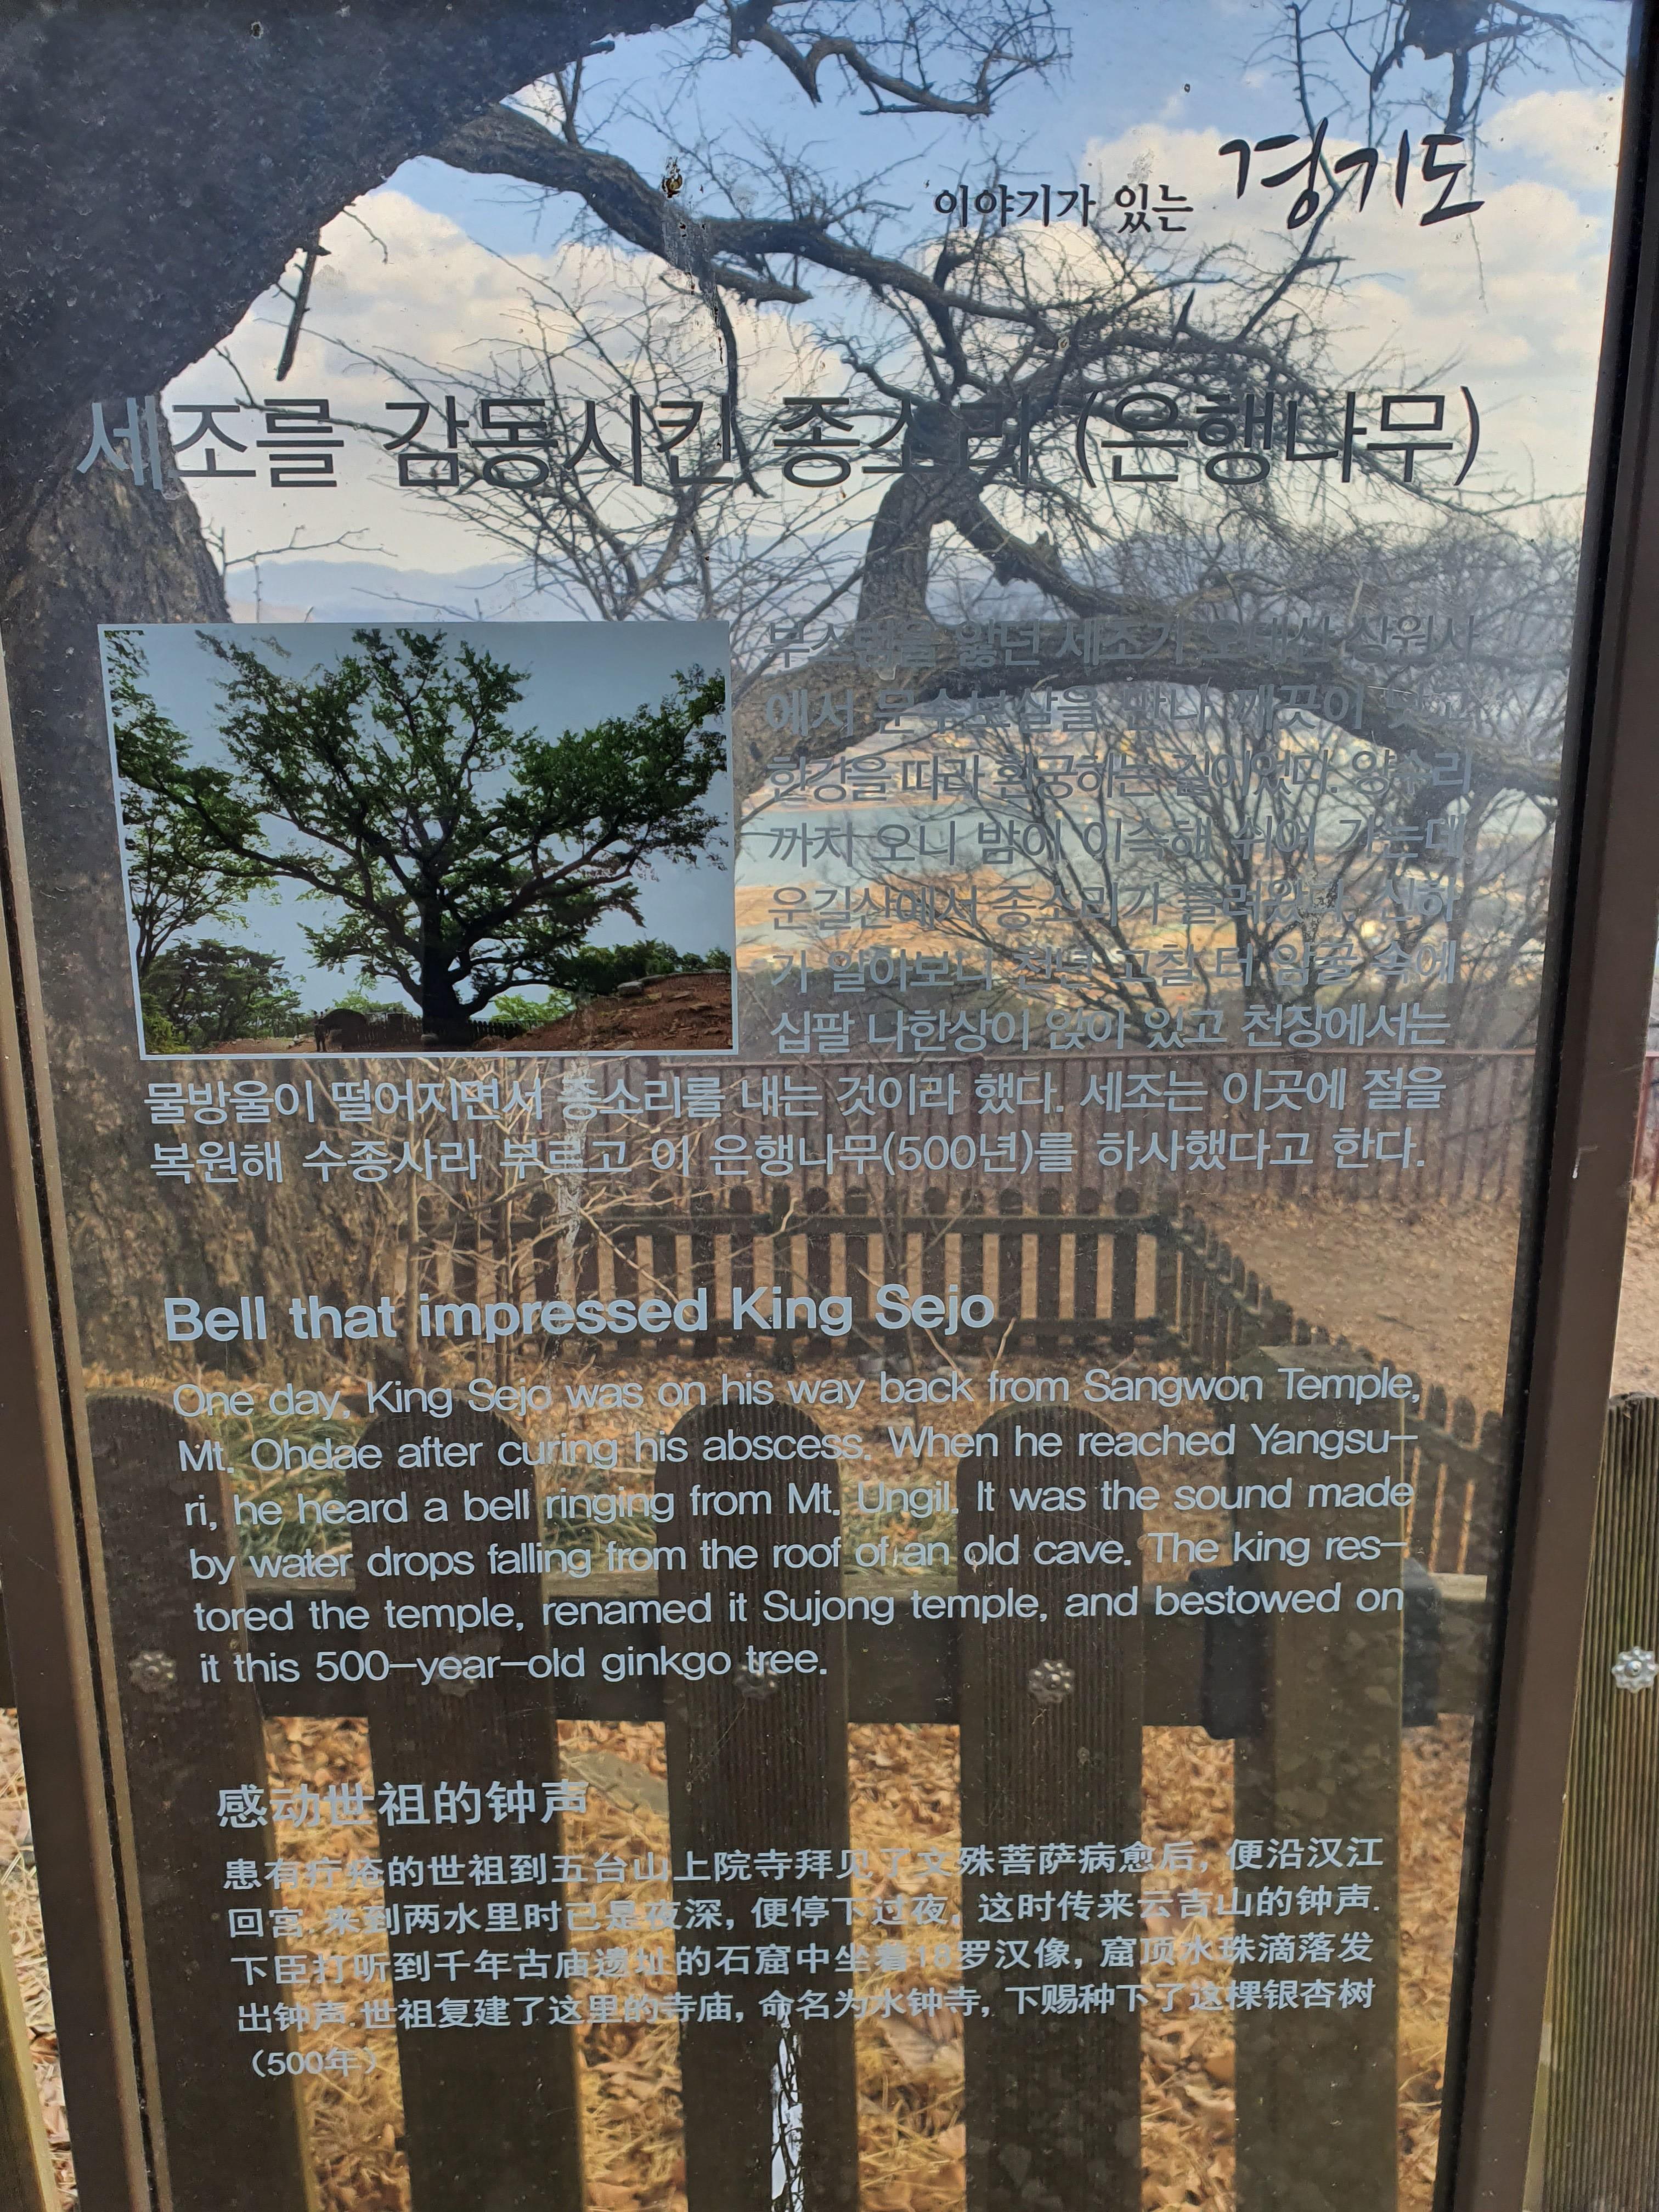 이야기가 있는 경기도
세조를 감동시킨 종소리 (은행나무)
부스럼을 앓던 세조가 오대산 상원사
에서 문수보살을 만나 깨끗이 낫고
한강을 따라 환궁하는 길이었다. 양수리
까지 오니 밤이 이슥해 쉬어 가는데
운길산에서 종소리가 들려왔다. 신하
가 알아보니 천년 고찰 터 암굴 속에
십팔 나한상이 앉아 있고 천장에서는
물방울이 떨어지면서 종소리를 내는 것이라 했다. 세조는 이곳에 절을
복원해 수종사라 부르고 이 은행나무(500년)를 하사했다고 한다.
Bell that impressed King Sejo
One day, King Sejo was on his way back from Sangwon Temple,
Mt. Ohdae after curing his abscess. When he reached Yangsu-
ri, he heard a bell ringing from Mt. Ungil. It was the sound made
by water drops falling from the roof of an old cave. The king res-
tored the temple, renamed it Sujong temple, and bestowed on
it this 500-year-old ginkgo tree.
感动世祖的钟声
患有疔疮的世祖到五台山上院寺拜见了文殊菩萨病愈后, 便沿汉江
回宫. 来到两水里时已是夜深, 便停下过夜, 这时传来云吉山的钟声.
下臣打听到千年古庙遗址的石窟中坐着18罗汉像, 窟顶水珠滴落发
出钟声.世祖复建了这里的寺庙, 命名为水钟寺, 下赐种下了这棵银杏树
(500年)